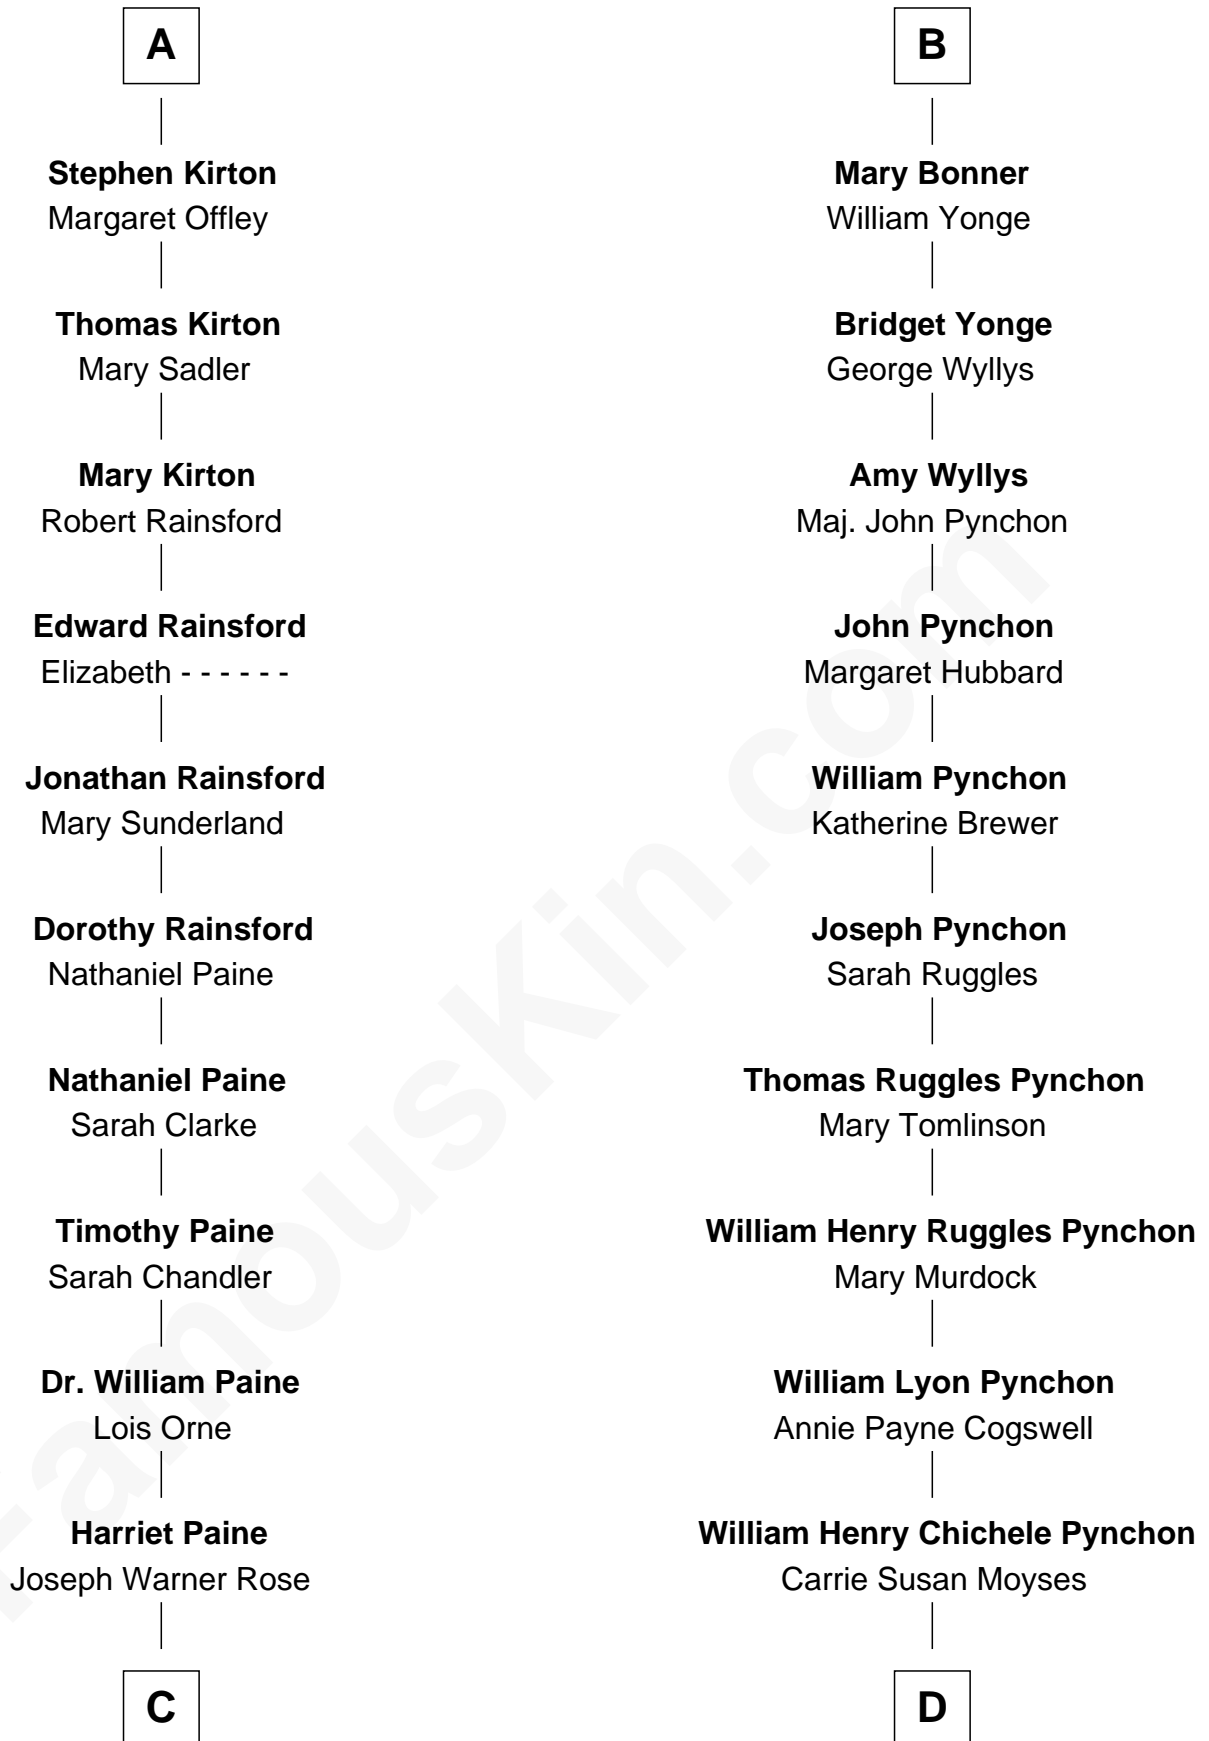 A
Stephen Kirton
Margaret Offley
Thomas Kirton
Mary Sadler
Mary Kirton
Robert Rainsford
Edward Rainsford
Elizabeth - - - - - -
Jonathan Rainsford
Mary Sunderland
Dorothy Rainsford
Nathaniel Paine
Nathaniel Paine
Sarah Clarke
Timothy Paine
Sarah Chandler
Dr. William Paine
Lois Orne
Harriet Paine
Joseph Warner Rose
C
B
Mary Bonner
William Yonge
Bridget Yonge
George Wyllys
Amy Wyllys
Maj. John Pynchon
John Pynchon
Margaret Hubbard
William Pynchon
Katherine Brewer
Joseph Pynchon
Sarah Ruggles
Thomas Ruggles Pynchon
Mary Tomlinson
William Henry Ruggles Pynchon
Mary Murdock
William Lyon Pynchon
Annie Payne Cogswell
William Henry Chichele Pynchon
Carrie Susan Moyses
D
FamousKin.com